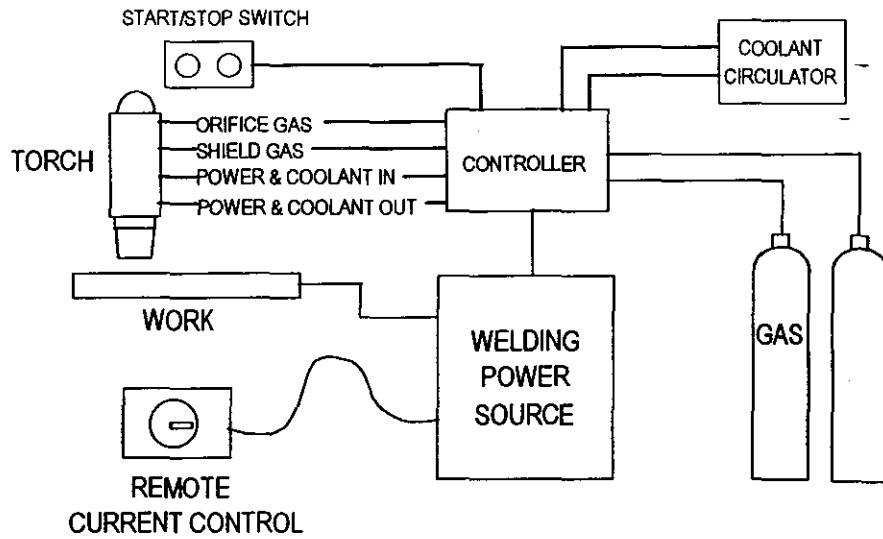 START/STOP SWITCH
COOLANT
CIRCULATOR
ORIFICE GAS
SHIELD GAS
TORCH
CONTROLLER
POWER & COOLANT IN
POWER & COOLANT OUT
WORK
WELDING
POWER
SOURCE
GAS
REMOTE
CURRENT CONTROL